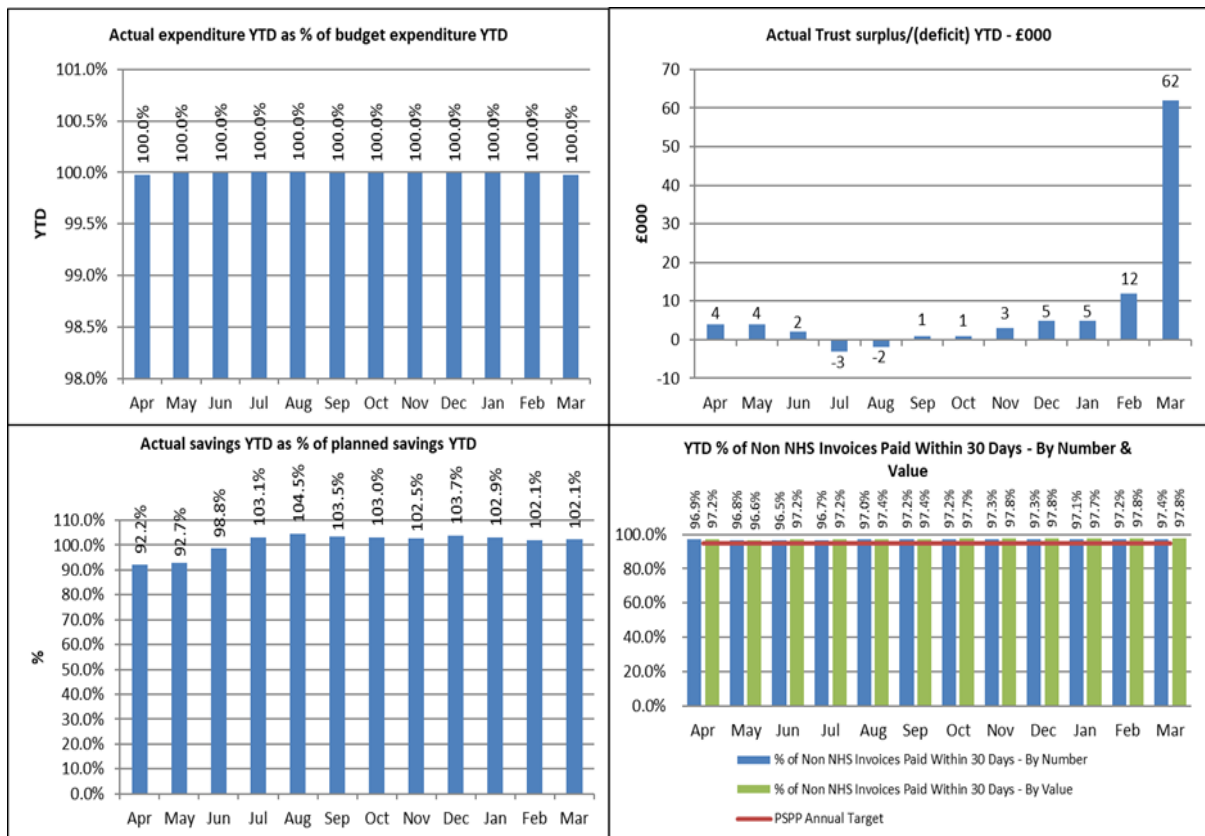 Actual expenditure YTD as % of budget expenditure YTD
101.0%
100.5%
100.0%
99.5%
99.0%
98.5%
98.0%
YTD
100.0% 100.0% 100.0% 100.0% 100.0% 100.0% 100.0% 100.0% 100.0% 100.0% 100.0% 100.0%
Apr May Jun Jul Aug Sep Oct Nov Dec Jan Feb Mar
Actual Trust surplus/(deficit) YTD - £000
70
60
50
40
30
20
10
0
-10
£000
4 4 2 -3 -2 1 1 3 5 5 12 62
Apr May Jun Jul Aug Sep Oct Nov Dec Jan Feb Mar
Actual savings YTD as % of planned savings YTD
110.0%
100.0%
90.0%
80.0%
70.0%
60.0%
50.0%
40.0%
30.0%
20.0%
10.0%
0.0%
%
92.2% 92.7% 98.8% 103.1% 104.5% 103.5% 103.0% 102.5% 103.7% 102.9% 102.1% 102.1%
Apr May Jun Jul Aug Sep Oct Nov Dec Jan Feb Mar
YTD % of Non NHS Invoices Paid Within 30 Days - By Number &
Value
96.9% 97.2% 96.8% 96.6% 96.5% 97.2% 96.7% 97.2% 97.0% 97.4% 97.2% 97.4% 97.2% 97.7% 97.3% 97.8% 97.3% 97.8% 97.1% 97.7% 97.2% 97.8% 97.4% 97.8%
100.0%
80.0%
60.0%
40.0%
20.0%
0.0%
Apr May Jun Jul Aug Sep Oct Nov Dec Jan Feb Mar
% of Non NHS Invoices Paid Within 30 Days - By Number
% of Non NHS Invoices Paid Within 30 Days - By Value
PSPP Annual Target